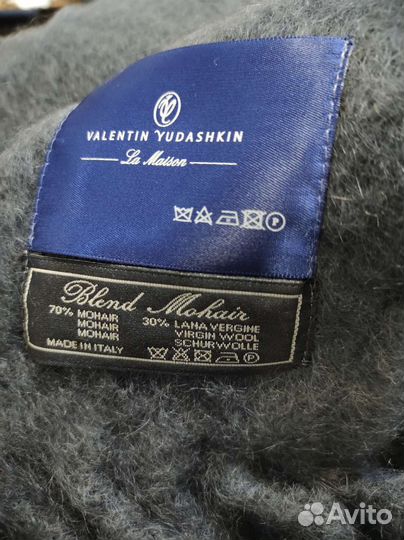 VALENTIN YUDASHKIN
La Maison
P
Blend Mohair
70% MOHAIR 30% LANA VERGINE
MOHAIR VIRGIN WOOL
MOHAIR SCHURWOLLE
MADE IN ITALY P
Avito